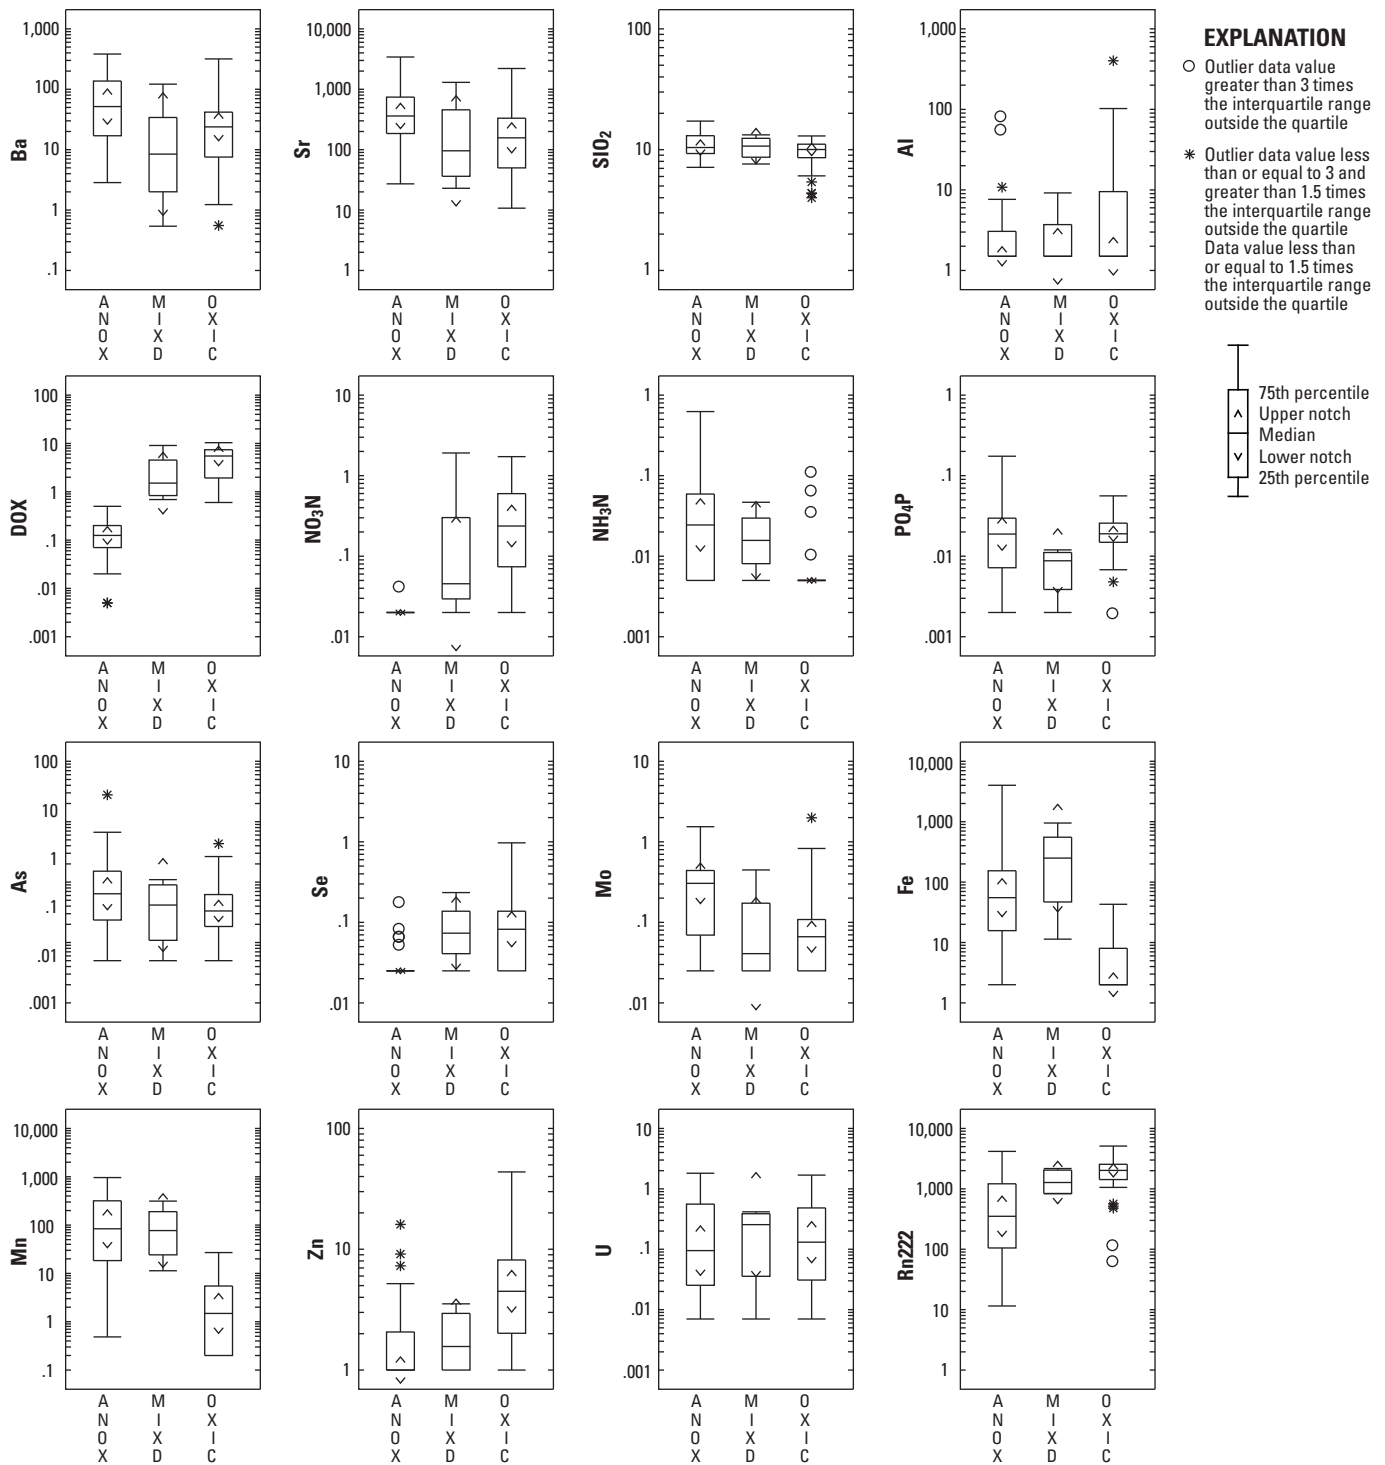 1,000
100
10
1
.1
Ba
A
N
O
X
M
I
X
D
O
X
I
C
10,000
1,000
100
10
1
Sr
A
N
O
X
M
I
X
D
O
X
I
C
100
10
1
SIO2
A
N
O
X
M
I
X
D
O
X
I
C
1,000
100
10
1
Al
A
N
O
X
M
I
X
D
O
X
I
C
EXPLANATION
Outlier data value
greater than 3 times
the interquartile range
outside the quartile
Outlier data value less
than or equal to 3 and
greater than 1.5 times
the interquartile range
outside the quartile
Data value less than
or equal to 1.5 times
the interquartile range
outside the quartile
75th percentile
Upper notch
Median
Lower notch
25th percentile
100
10
1
.1
.01
.001
DOX
A
N
O
X
M
I
X
D
O
X
I
C
10
1
.1
.01
NO3N
A
N
O
X
M
I
X
D
O
X
I
C
1
.1
.01
.001
NH3N
A
N
O
X
M
I
X
D
O
X
I
C
1
.1
.01
.001
PO4P
A
N
O
X
M
I
X
D
O
X
I
C
100
10
1
.1
.01
.001
As
A
N
O
X
M
I
X
D
O
X
I
C
10
1
.1
.01
Se
A
N
O
X
M
I
X
D
O
X
I
C
10
1
.1
.01
Mo
A
N
O
X
M
I
X
D
O
X
I
C
10,000
1,000
100
10
1
Fe
A
N
O
X
M
I
X
D
O
X
I
C
10,000
1,000
100
10
1
.1
Mn
A
N
O
X
M
I
X
D
O
X
I
C
100
10
1
Zn
A
N
O
X
M
I
X
D
O
X
I
C
10
1
.1
.01
.001
U
A
N
O
X
M
I
X
D
O
X
I
C
10,000
1,000
100
10
1
Rn222
A
N
O
X
M
I
X
D
O
X
I
C